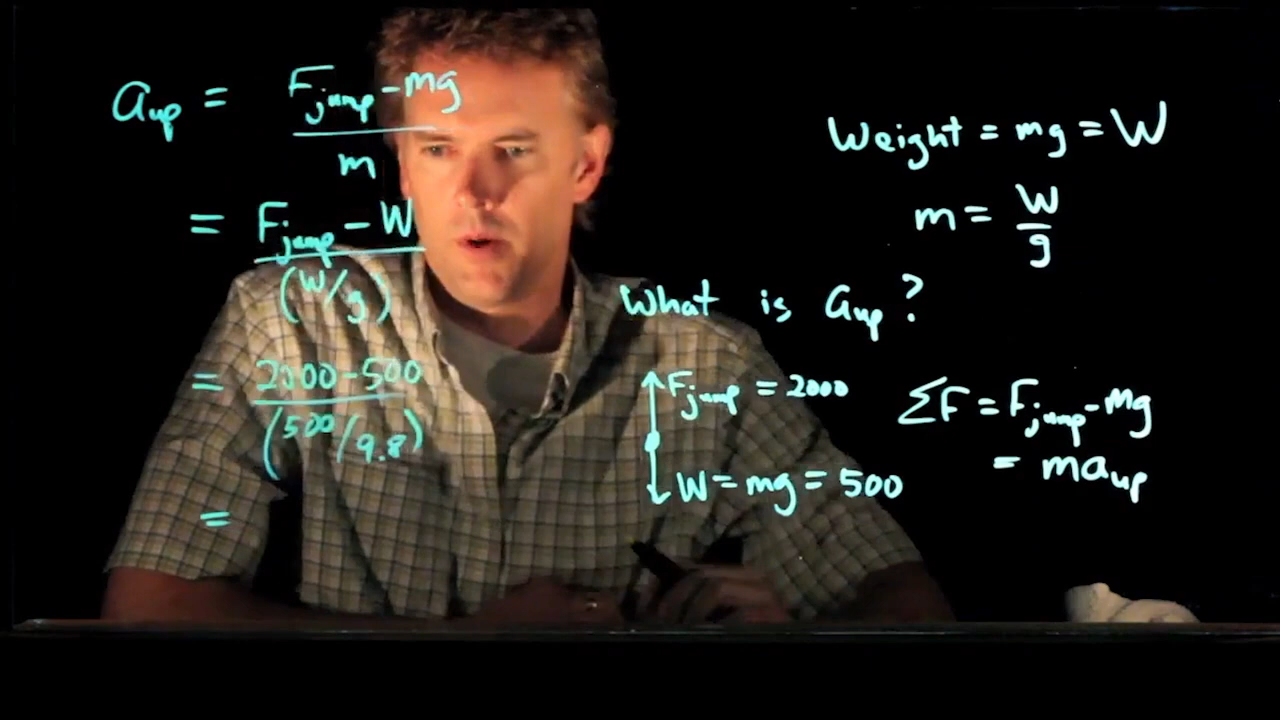 a_up = F_jump - mg / m
= F_jump - W / (W/g)
= 2000 - 500 / (500/9.8)
=
Weight = mg = W
m = W / g
What is a_up?
F_jump = 2000
W = mg = 500
ΣF = F_jump - mg
= ma_up